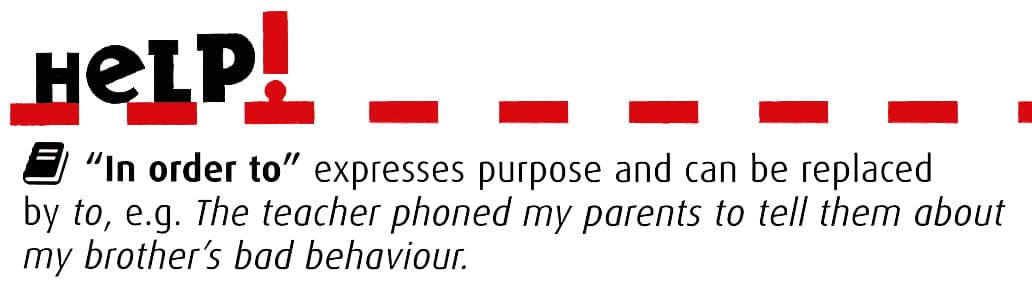 HeLP!
“In order to” expresses purpose and can be replaced
by to, e.g. The teacher phoned my parents to tell them about
my brother’s bad behaviour.